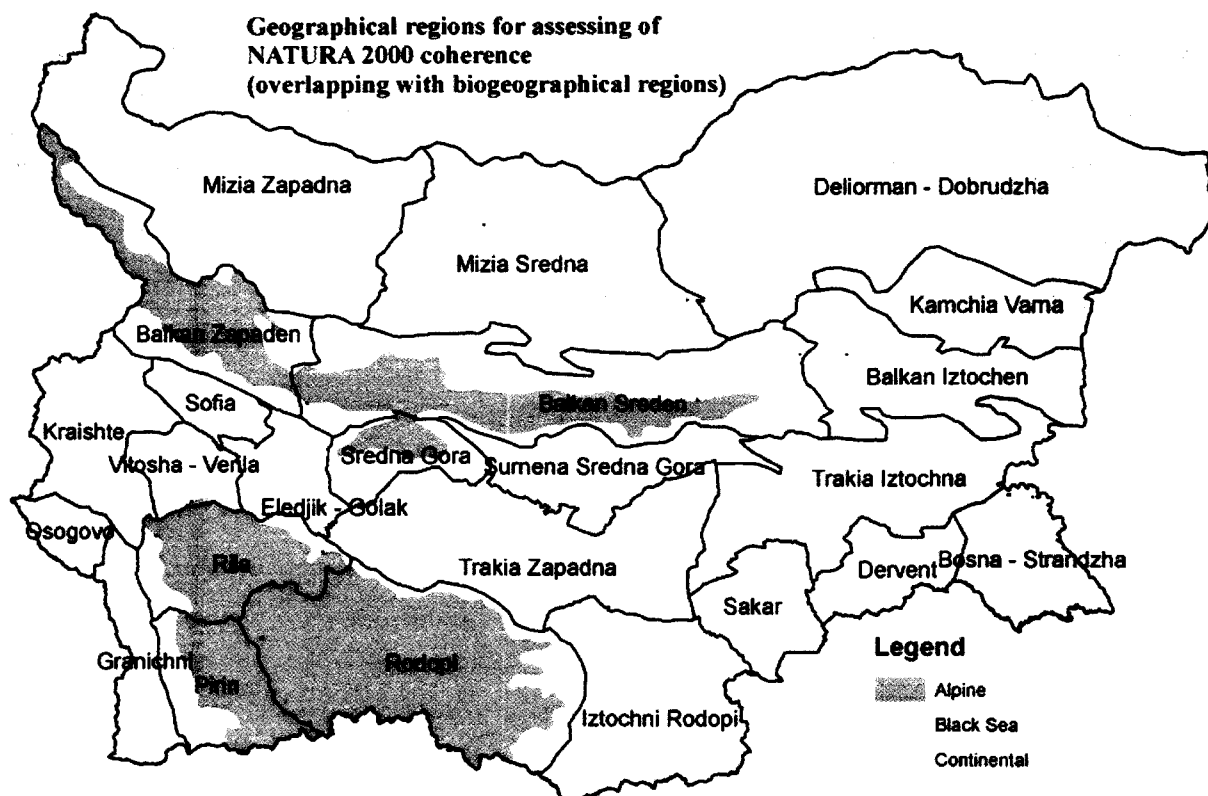 Geographical regions for assessing of
NATURA 2000 coherence
(overlapping with biogeographical regions)
Mizia Zapadna
Deliorman - Dobrudzha
Mizia Sredna
Kamchia Varna
Balkan Zapaden
Balkan Iztochen
Sofia
Balkan Sreden
Kraishte
Vitosha - Verila
Sredna Gora
Surnena Sredna Gora
Trakia Iztochna
Eledjik - Golak
Osogovo
Rila
Trakia Zapadna
Dervent
Bosna - Strandzha
Sakar
Granichni
Pirin
Rodopi
Iztochni Rodopi
Legend
Alpine
Black Sea
Continental